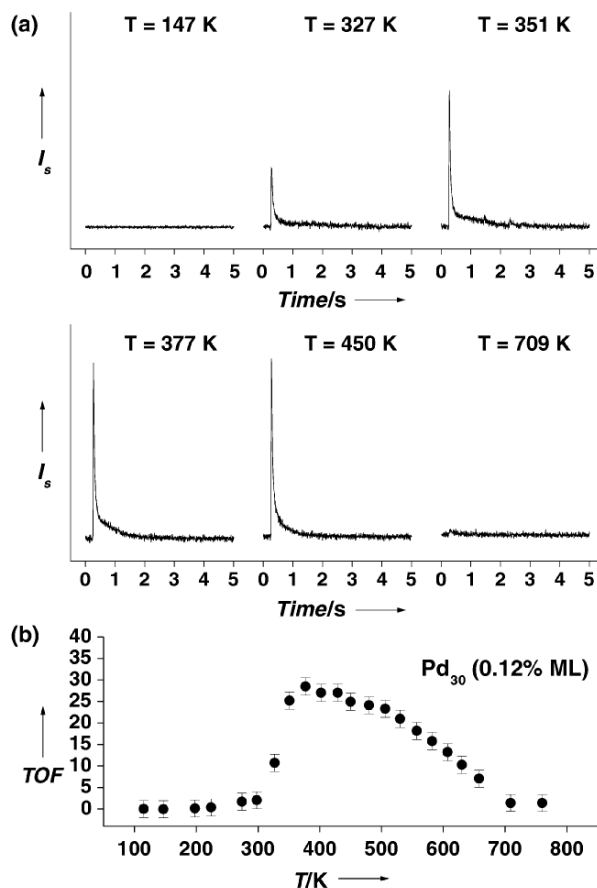 (a)
T = 147 K T = 327 K T = 351 K
I_s
0 1 2 3 4 5 0 1 2 3 4 5 0 1 2 3 4 5
Time/s
T = 377 K T = 450 K T = 709 K
I_s
0 1 2 3 4 5 0 1 2 3 4 5 0 1 2 3 4 5
Time/s
(b)
40
35
30
25
20
15
10
5
0
Pd₃₀ (0.12% ML)
TOF
100 200 300 400 500 600 700 800
T/K